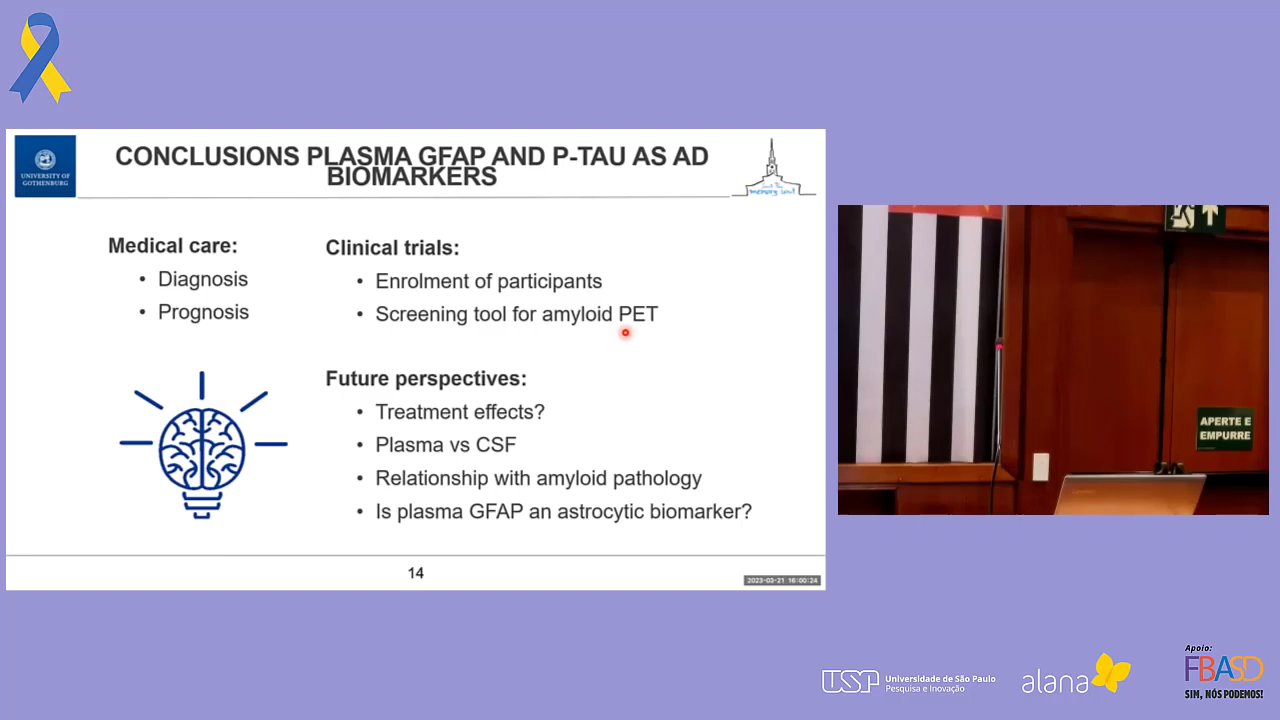 UNIVERSITY OF
GOTHENBURG
CONCLUSIONS PLASMA GFAP AND P-TAU AS AD
BIOMARKERS
memory unit
Medical care:
• Diagnosis
• Prognosis
Clinical trials:
• Enrolment of participants
• Screening tool for amyloid PET
Future perspectives:
• Treatment effects?
• Plasma vs CSF
• Relationship with amyloid pathology
• Is plasma GFAP an astrocytic biomarker?
14
2023-03-21 16:00:24
APERTE E
EMPURRE
USP Universidade de São Paulo
Pesquisa e Inovação
alana
Apoio:
FBASD
SIM, NÓS PODEMOS!